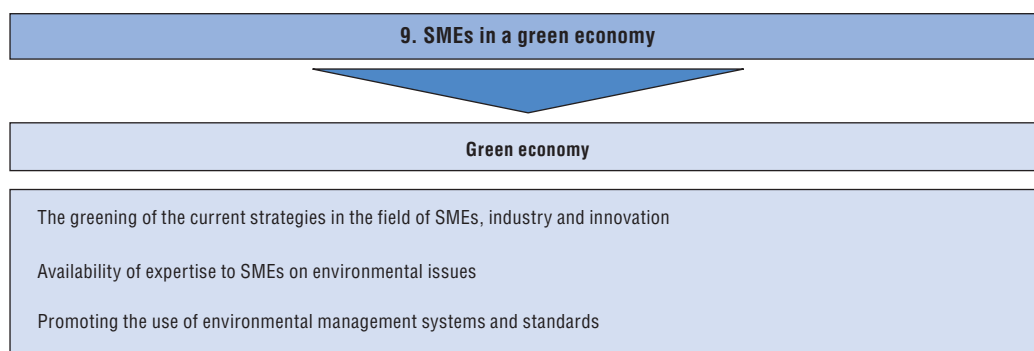 9. SMEs in a green economy
Green economy
The greening of the current strategies in the field of SMEs, industry and innovation
Availability of expertise to SMEs on environmental issues
Promoting the use of environmental management systems and standards